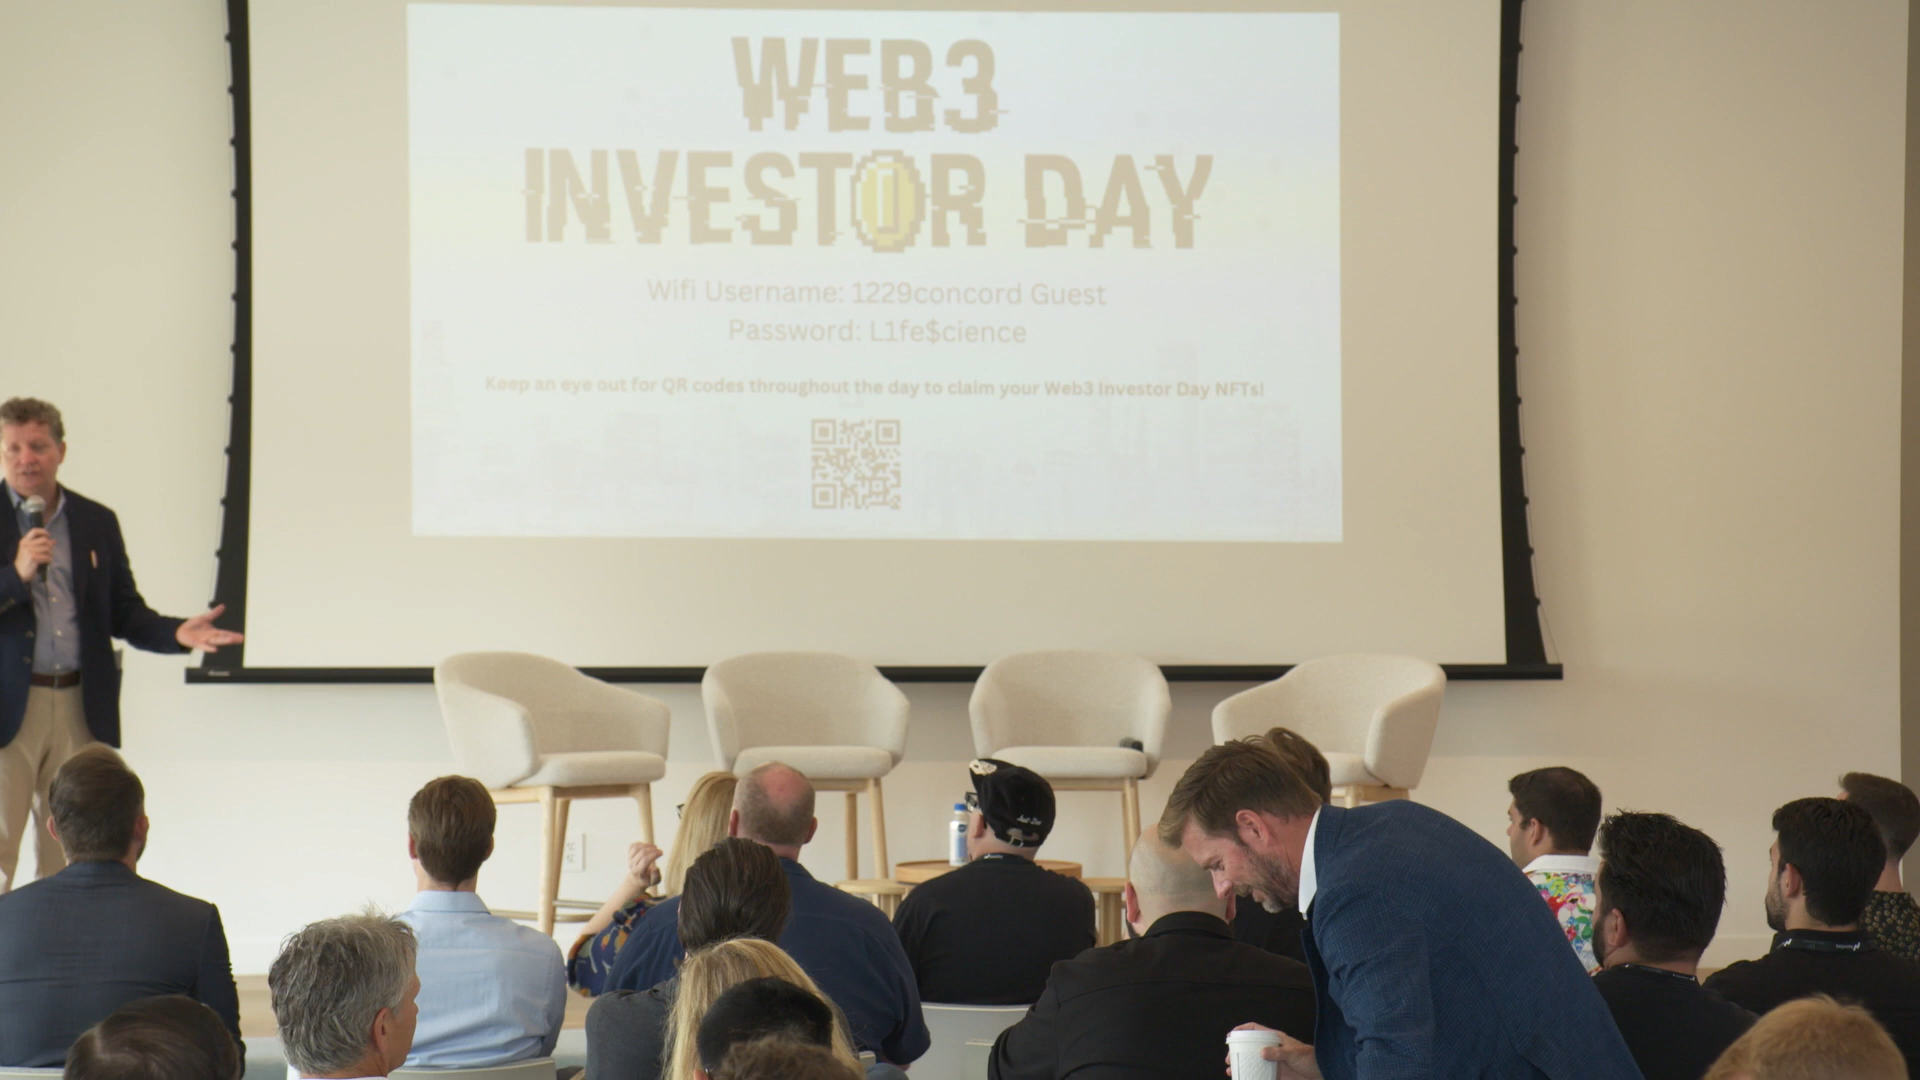 WEB3
INVESTOR DAY
Wifi Username: 1229concord Guest
Password: L1fe$cience
Keep an eye out for QR codes throughout the day to claim your Web3 Investor Day NFTs!